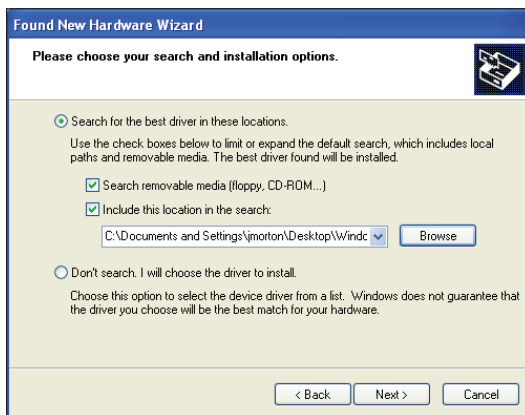 Found New Hardware Wizard
Please choose your search and installation options.
Search for the best driver in these locations.
Use the check boxes below to limit or expand the default search, which includes local
paths and removable media. The best driver found will be installed.
Search removable media (floppy, CD-ROM...)
Include this location in the search:
C:\Documents and Settings\jmorton\Desktop\Windc
Browse
Don't search. I will choose the driver to install.
Choose this option to select the device driver from a list. Windows does not guarantee that
the driver you choose will be the best match for your hardware.
< Back Next > Cancel